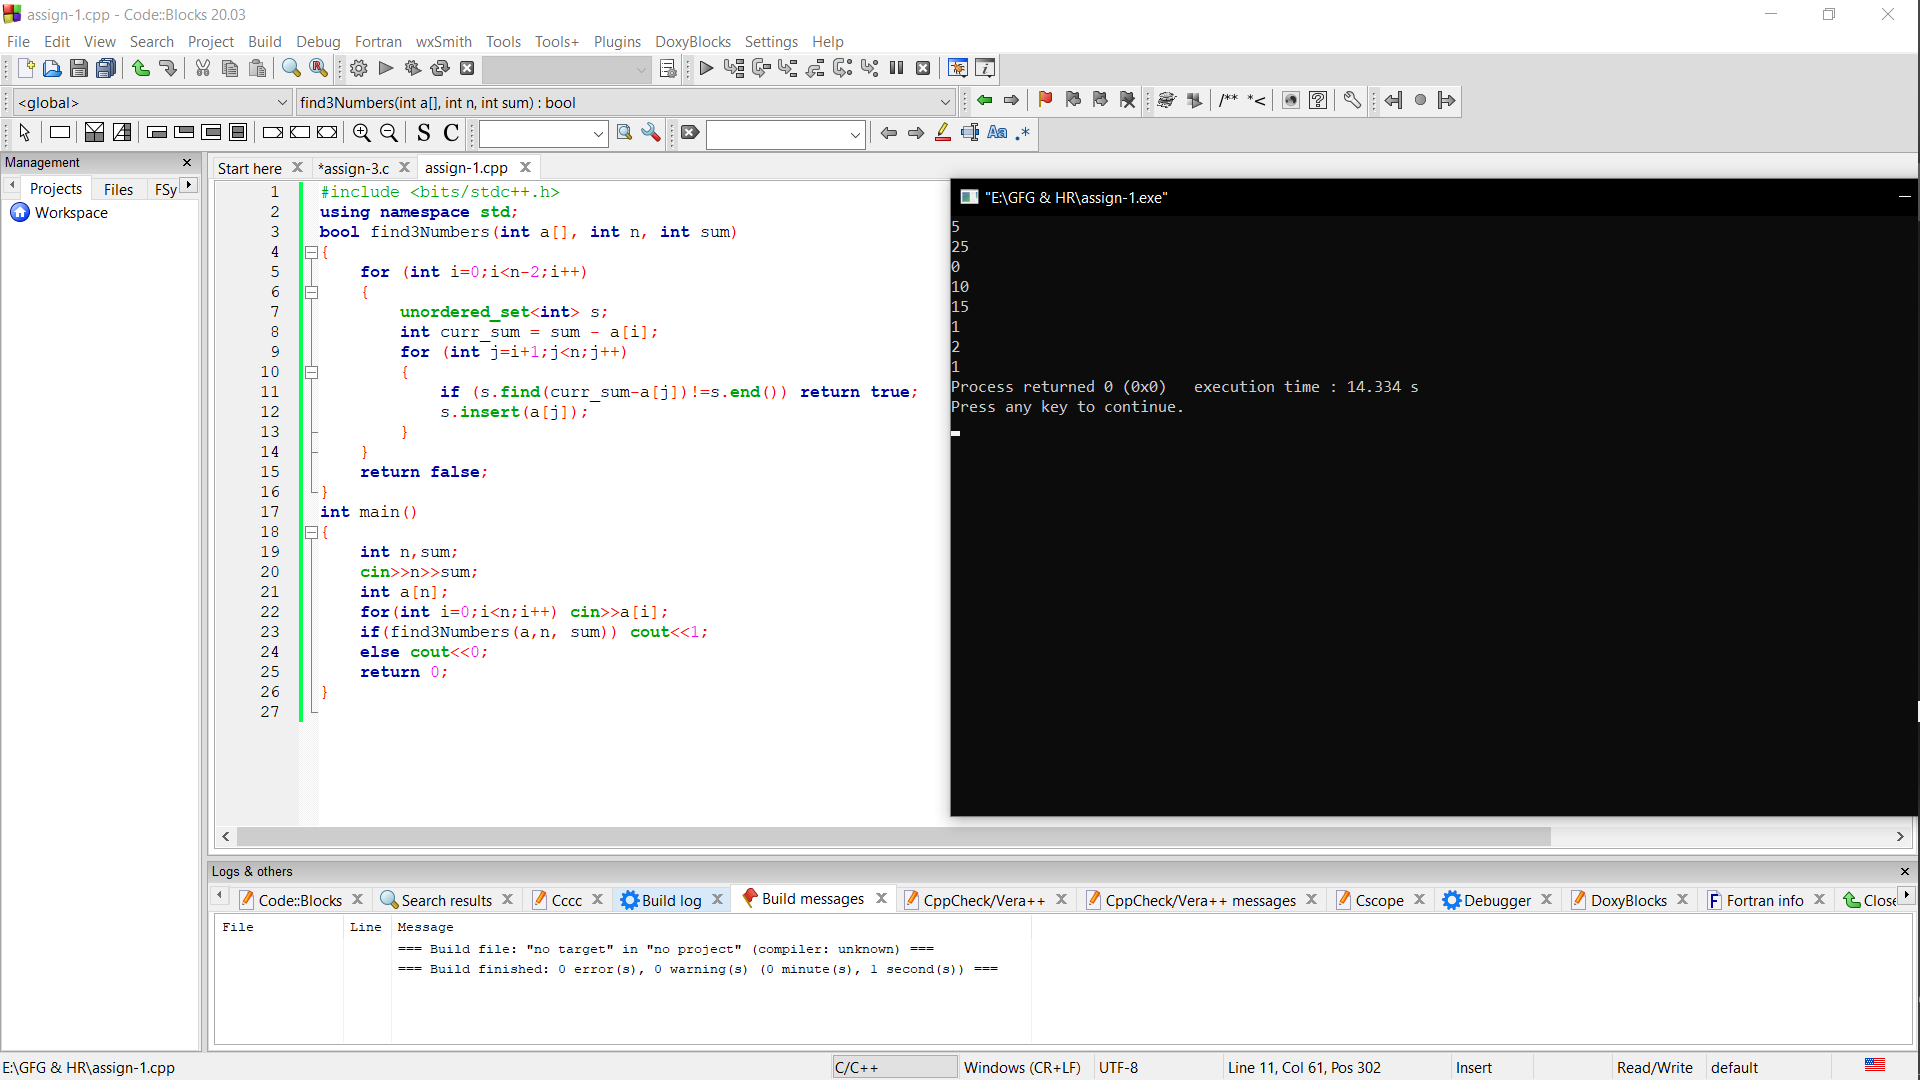 assign-1.cpp - Code::Blocks 20.03
File Edit View Search Project Build Debug Fortran wxSmith Tools Tools+ Plugins DoxyBlocks Settings Help
<global> find3Numbers(int a[], int n, int sum) : bool
/** *<
S C Aa .*
Management
Projects Files FSy
Workspace
Start here *assign-3.c assign-1.cpp
1 #include <bits/stdc++.h>
2 using namespace std;
3 bool find3Numbers(int a[], int n, int sum)
4 {
5 for (int i=0;i<n-2;i++)
6 {
7 unordered_set<int> s;
8 int curr_sum = sum - a[i];
9 for (int j=i+1;j<n;j++)
10 {
11 if (s.find(curr_sum-a[j])!=s.end()) return true;
12 s.insert(a[j]);
13 }
14 }
15 return false;
16 }
17 int main()
18 {
19 int n,sum;
20 cin>>n>>sum;
21 int a[n];
22 for(int i=0;i<n;i++) cin>>a[i];
23 if(find3Numbers(a,n, sum)) cout<<1;
24 else cout<<0;
25 return 0;
26 }
27
"E:\GFG & HR\assign-1.exe"
5
25
0
10
15
1
2
1
Process returned 0 (0x0) execution time : 14.334 s
Press any key to continue.
Logs & others
Code::Blocks Search results Cccc Build log Build messages CppCheck/Vera++ CppCheck/Vera++ messages Cscope Debugger DoxyBlocks Fortran info Close
File Line Message
=== Build file: "no target" in "no project" (compiler: unknown) ===
=== Build finished: 0 error(s), 0 warning(s) (0 minute(s), 1 second(s)) ===
E:\GFG & HR\assign-1.cpp C/C++ Windows (CR+LF) UTF-8 Line 11, Col 61, Pos 302 Insert Read/Write default